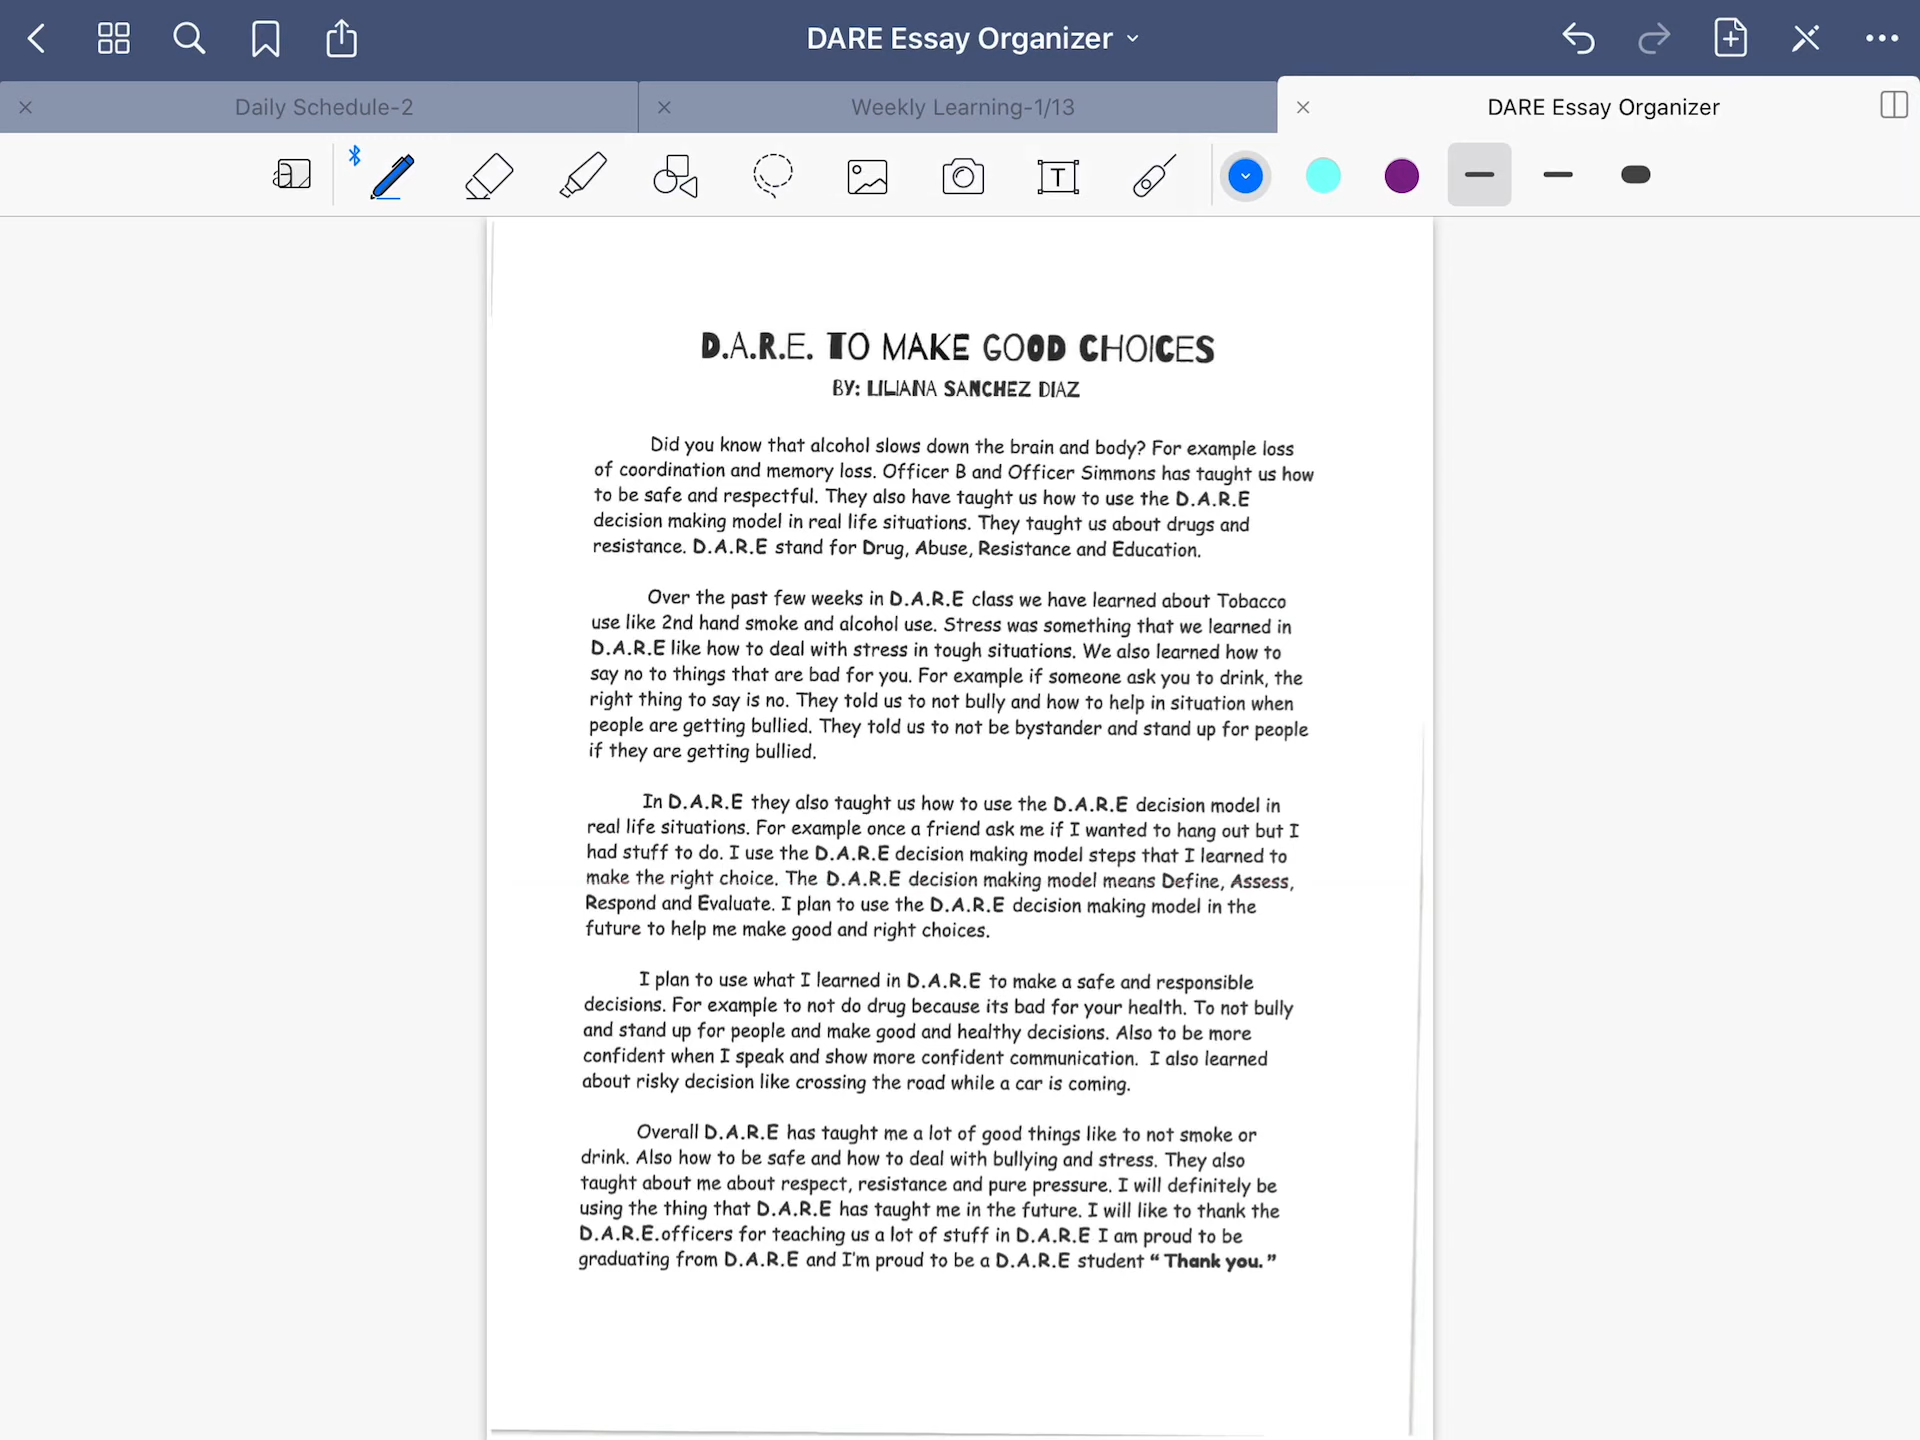 DARE Essay Organizer
Daily Schedule-2
Weekly Learning-1/13
DARE Essay Organizer
D.A.R.E. TO MAKE GOOD CHOICES
BY: LILIANA SANCHEZ DIAZ
Did you know that alcohol slows down the brain and body? For example loss
of coordination and memory loss. Officer B and Officer Simmons has taught us how
to be safe and respectful. They also have taught us how to use the D.A.R.E
decision making model in real life situations. They taught us about drugs and
resistance. D.A.R.E stand for Drug, Abuse, Resistance and Education.
Over the past few weeks in D.A.R.E class we have learned about Tobacco
use like 2nd hand smoke and alcohol use. Stress was something that we learned in
D.A.R.E like how to deal with stress in tough situations. We also learned how to
say no to things that are bad for you. For example if someone ask you to drink, the
right thing to say is no. They told us to not bully and how to help in situation when
people are getting bullied. They told us to not be bystander and stand up for people
if they are getting bullied.
In D.A.R.E they also taught us how to use the D.A.R.E decision model in
real life situations. For example once a friend ask me if I wanted to hang out but I
had stuff to do. I use the D.A.R.E decision making model steps that I learned to
make the right choice. The D.A.R.E decision making model means Define, Assess,
Respond and Evaluate. I plan to use the D.A.R.E decision making model in the
future to help me make good and right choices.
I plan to use what I learned in D.A.R.E to make a safe and responsible
decisions. For example to not do drug because its bad for your health. To not bully
and stand up for people and make good and healthy decisions. Also to be more
confident when I speak and show more confident communication. I also learned
about risky decision like crossing the road while a car is coming.
Overall D.A.R.E has taught me a lot of good things like to not smoke or
drink. Also how to be safe and how to deal with bullying and stress. They also
taught about me about respect, resistance and pure pressure. I will definitely be
using the thing that D.A.R.E has taught me in the future. I will like to thank the
D.A.R.E.officers for teaching us a lot of stuff in D.A.R.E I am proud to be
graduating from D.A.R.E and I'm proud to be a D.A.R.E student “ Thank you. ”